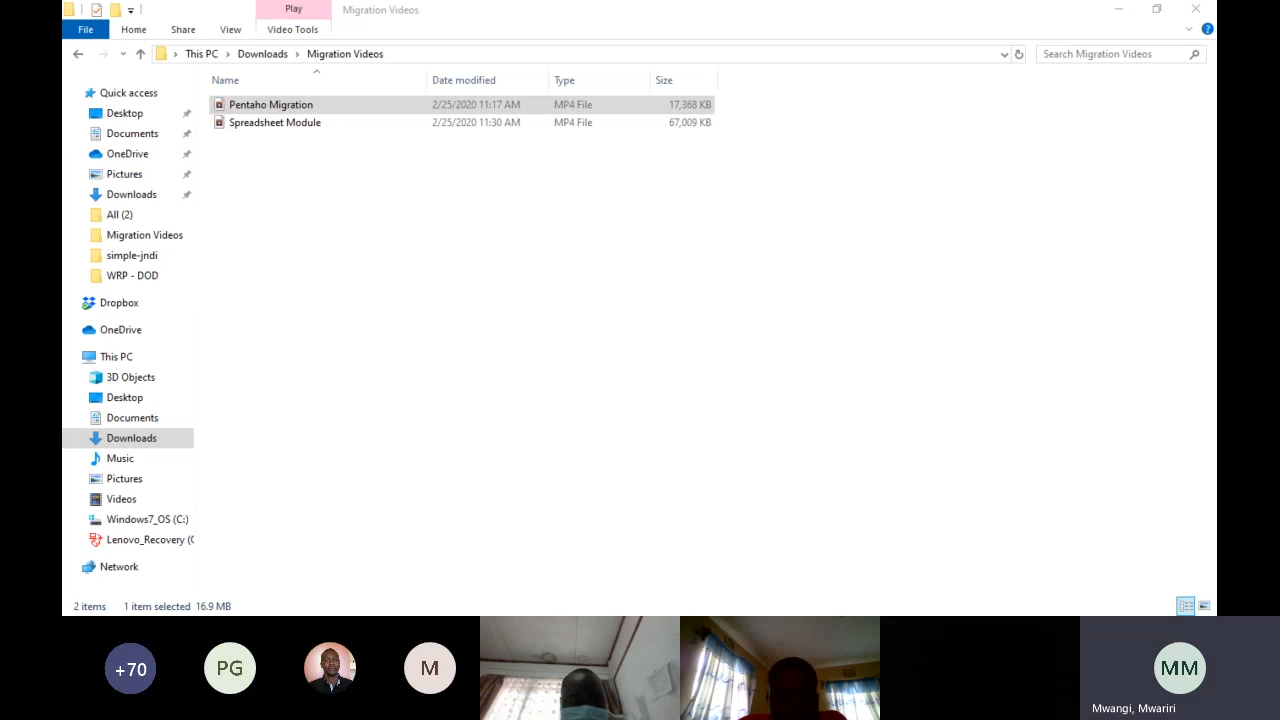 Play
Migration Videos
File
Home
Share
View
Video Tools
This PC
Downloads
Migration Videos
Search Migration Videos
Name
Date modified
Type
Size
Pentaho Migration
2/25/2020 11:17 AM
MP4 File
17,368 KB
Spreadsheet Module
2/25/2020 11:30 AM
MP4 File
67,009 KB
Quick access
Desktop
Documents
OneDrive
Pictures
Downloads
All (2)
Migration Videos
simple-jndi
WRP - DOD
Dropbox
OneDrive
This PC
3D Objects
Desktop
Documents
Downloads
Music
Pictures
Videos
Windows7_OS (C:)
Lenovo_Recovery (
Network
2 items
1 item selected 16.9 MB
+70
PG
M
MM
Mwangi, Mwariri